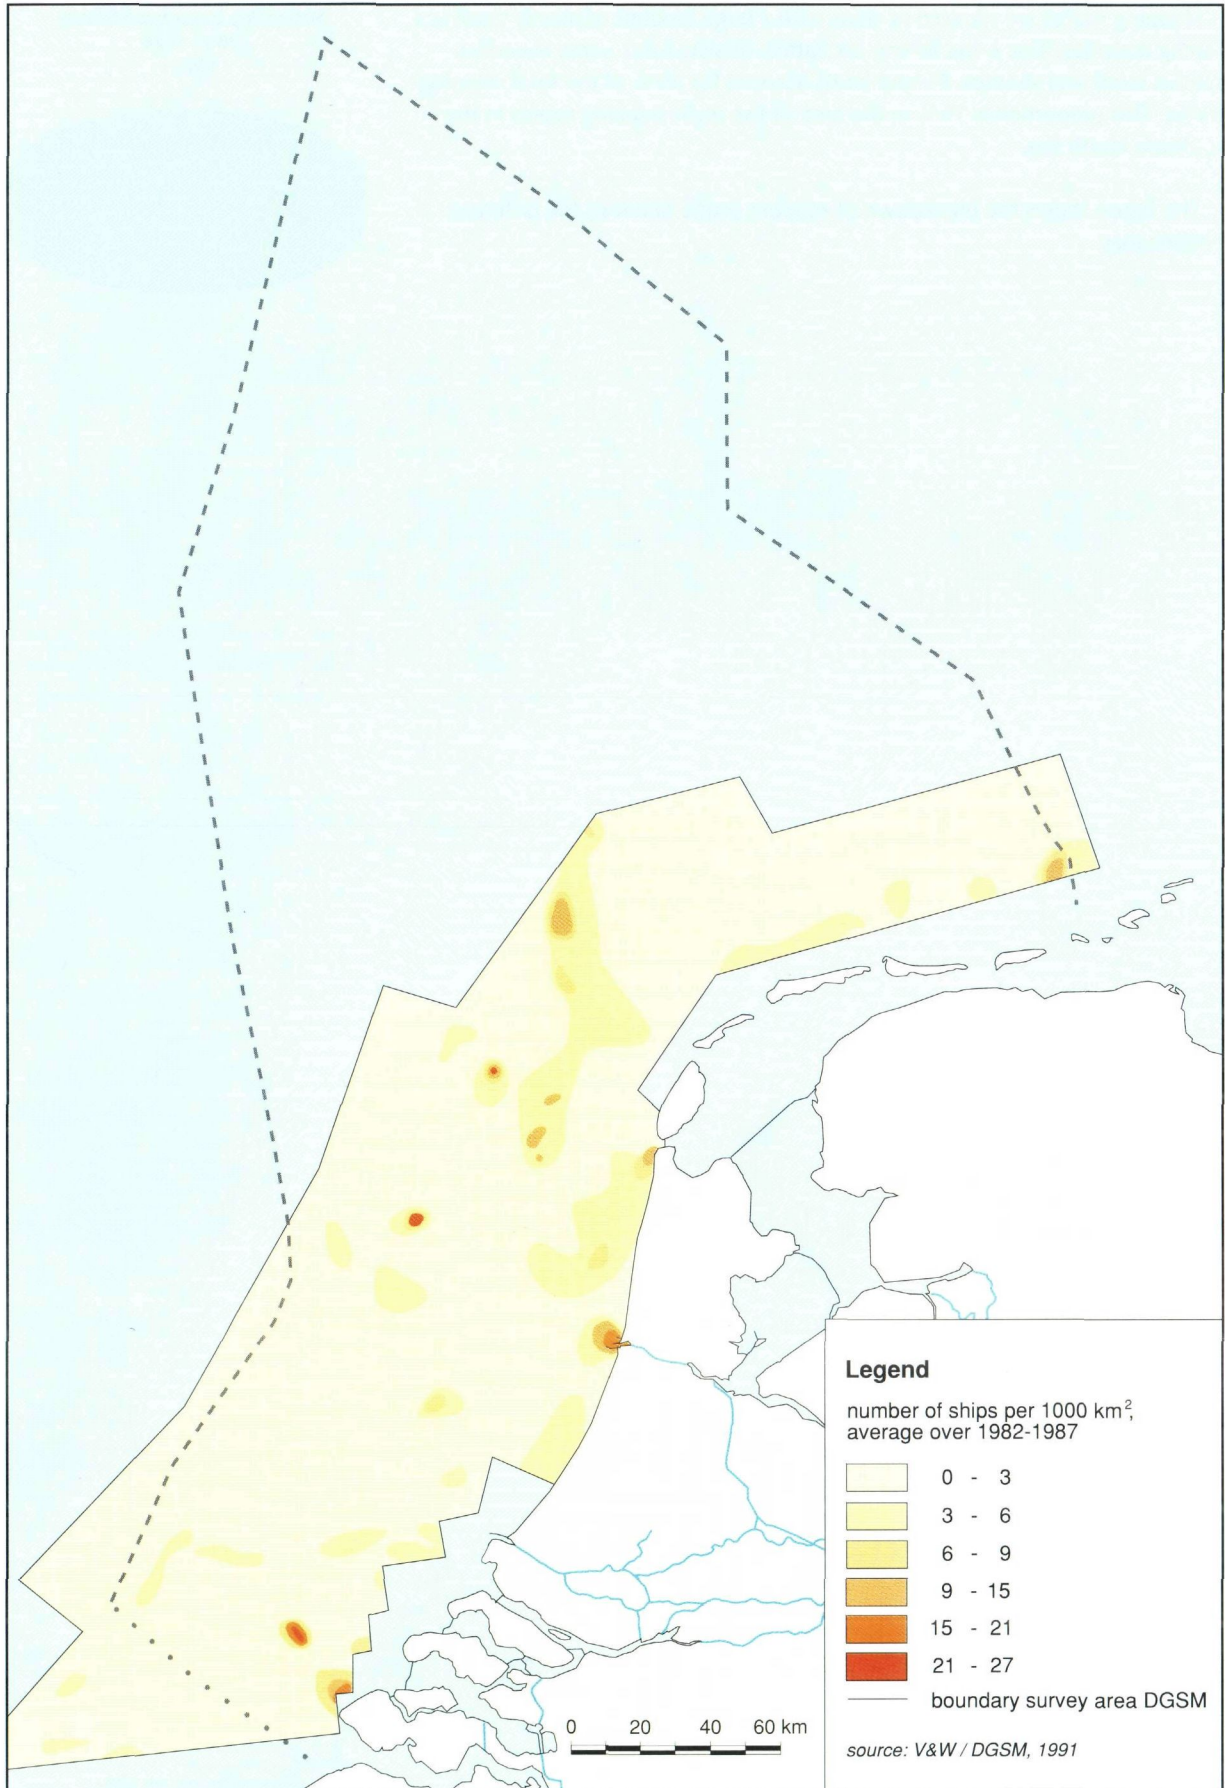 Legend
number of ships per 1000 km²,
average over 1982-1987
0 - 3
3 - 6
6 - 9
9 - 15
15 - 21
21 - 27
boundary survey area DGSM
0 20 40 60 km
source: V&W / DGSM, 1991